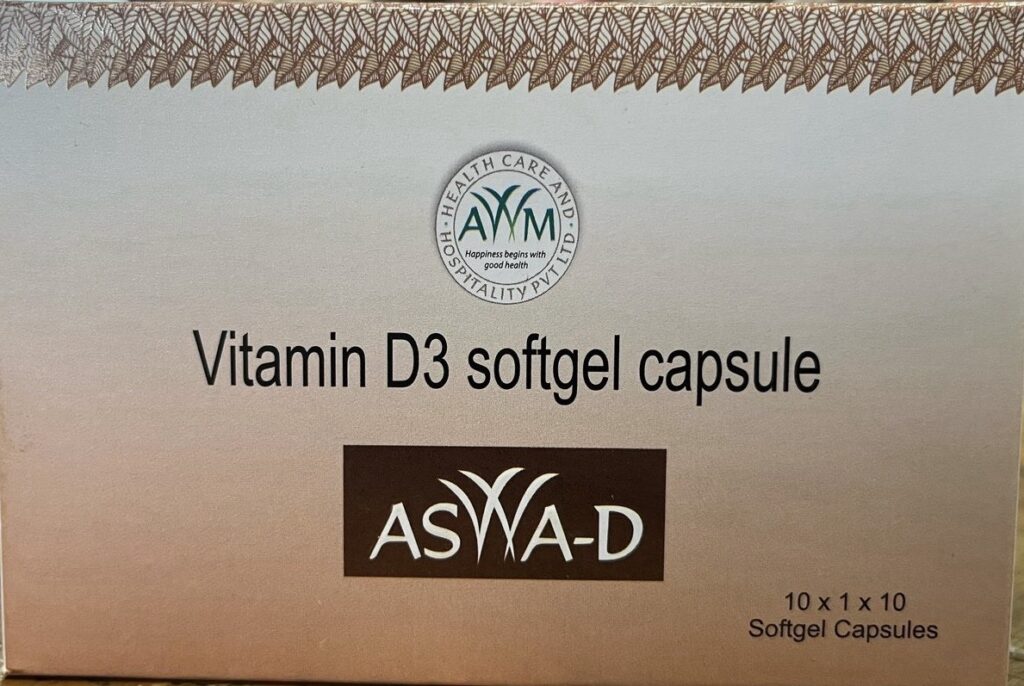 HEALTH CARE AND
HOSPITALITY PVT LTD
AWM
Happiness begins with
good health
Vitamin D3 softgel capsule
ASWA-D
10 x 1 x 10
Softgel Capsules